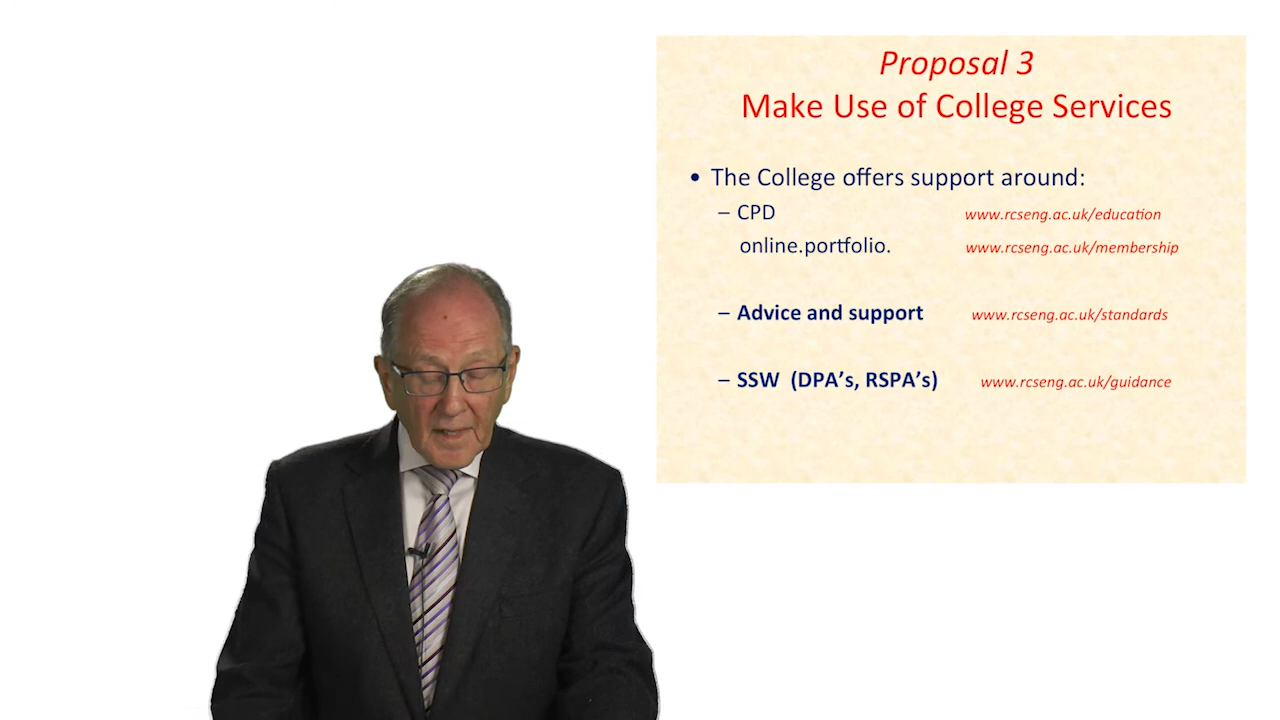 Proposal 3
Make Use of College Services
• The College offers support around:
– CPD www.rcseng.ac.uk/education
online.portfolio. www.rcseng.ac.uk/membership
– Advice and support www.rcseng.ac.uk/standards
– SSW (DPA’s, RSPA’s) www.rcseng.ac.uk/guidance